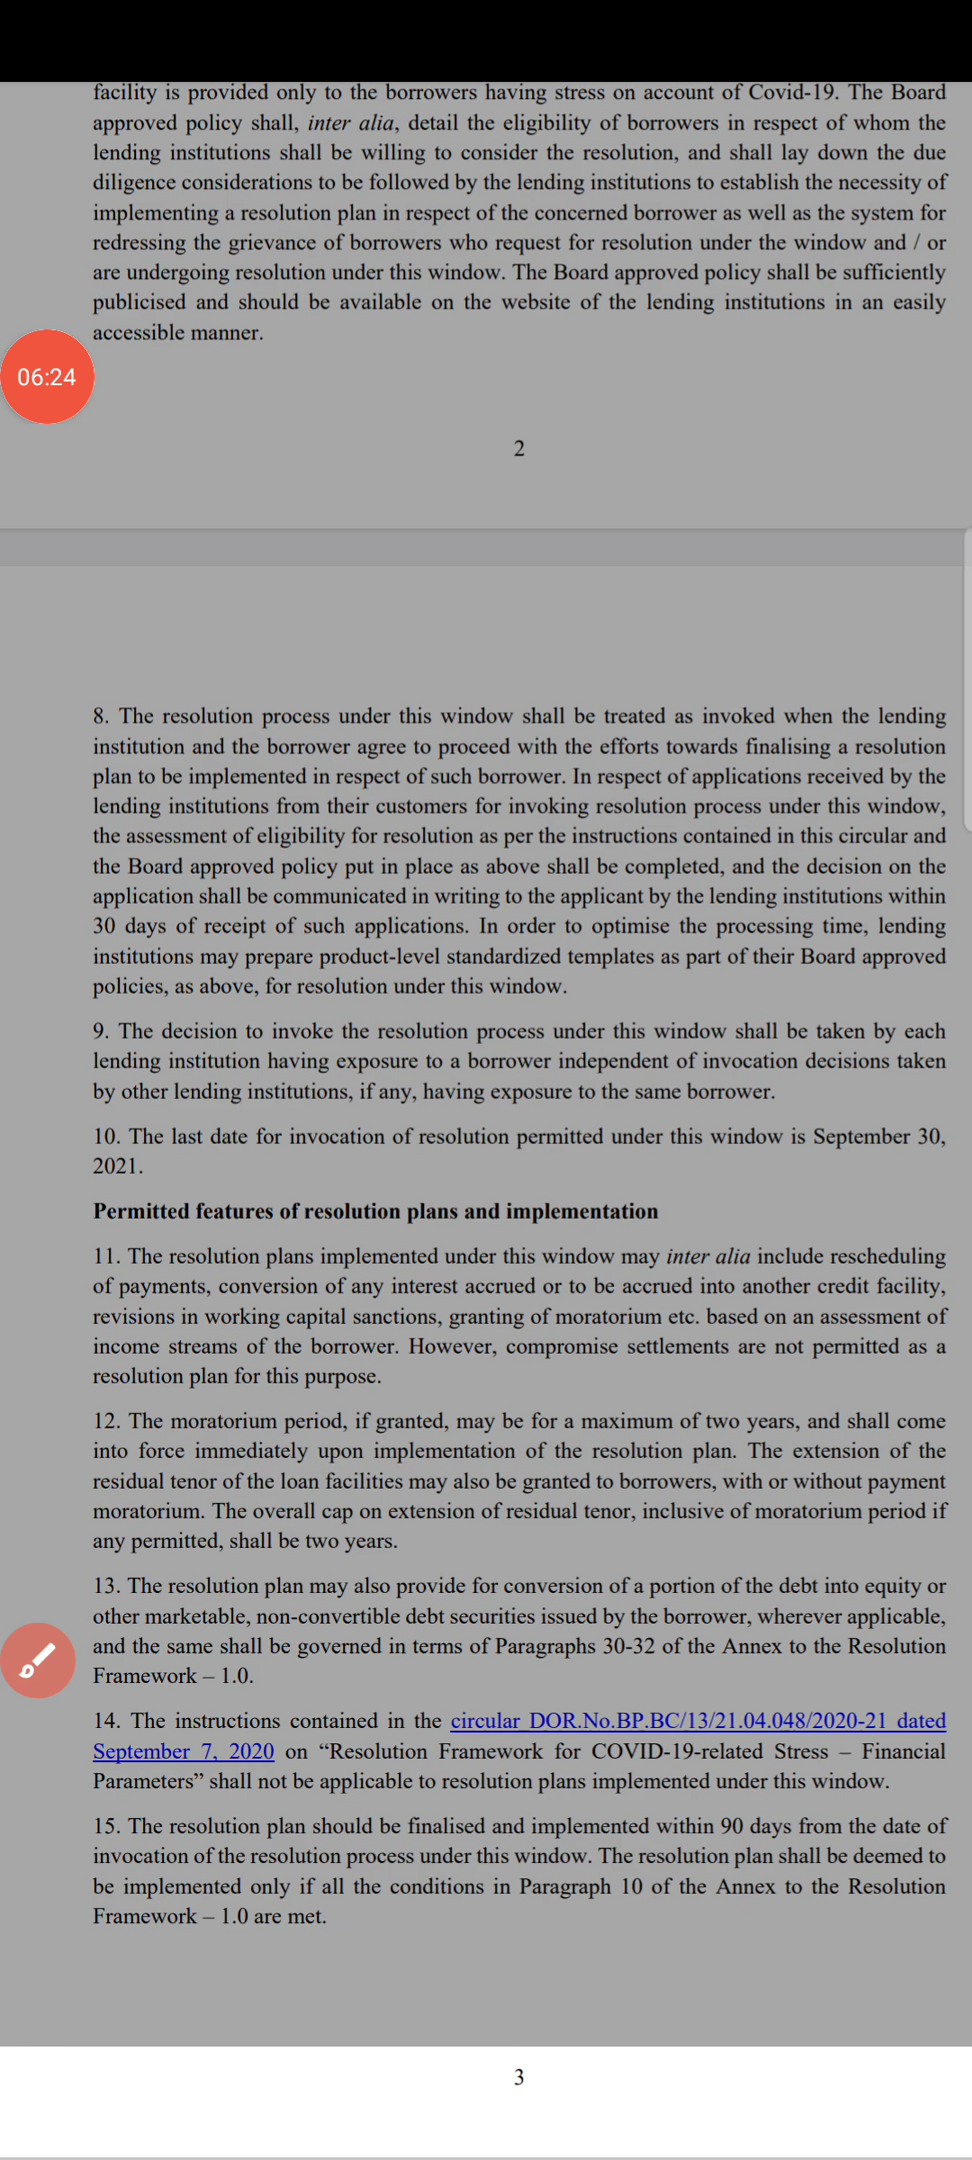 facility is provided only to the borrowers having stress on account of Covid-19. The Board
approved policy shall, inter alia, detail the eligibility of borrowers in respect of whom the
lending institutions shall be willing to consider the resolution, and shall lay down the due
diligence considerations to be followed by the lending institutions to establish the necessity of
implementing a resolution plan in respect of the concerned borrower as well as the system for
redressing the grievance of borrowers who request for resolution under the window and / or
are undergoing resolution under this window. The Board approved policy shall be sufficiently
publicised and should be available on the website of the lending institutions in an easily
accessible manner.
06:24
2
8. The resolution process under this window shall be treated as invoked when the lending
institution and the borrower agree to proceed with the efforts towards finalising a resolution
plan to be implemented in respect of such borrower. In respect of applications received by the
lending institutions from their customers for invoking resolution process under this window,
the assessment of eligibility for resolution as per the instructions contained in this circular and
the Board approved policy put in place as above shall be completed, and the decision on the
application shall be communicated in writing to the applicant by the lending institutions within
30 days of receipt of such applications. In order to optimise the processing time, lending
institutions may prepare product-level standardized templates as part of their Board approved
policies, as above, for resolution under this window.
9. The decision to invoke the resolution process under this window shall be taken by each
lending institution having exposure to a borrower independent of invocation decisions taken
by other lending institutions, if any, having exposure to the same borrower.
10. The last date for invocation of resolution permitted under this window is September 30,
2021.
Permitted features of resolution plans and implementation
11. The resolution plans implemented under this window may inter alia include rescheduling
of payments, conversion of any interest accrued or to be accrued into another credit facility,
revisions in working capital sanctions, granting of moratorium etc. based on an assessment of
income streams of the borrower. However, compromise settlements are not permitted as a
resolution plan for this purpose.
12. The moratorium period, if granted, may be for a maximum of two years, and shall come
into force immediately upon implementation of the resolution plan. The extension of the
residual tenor of the loan facilities may also be granted to borrowers, with or without payment
moratorium. The overall cap on extension of residual tenor, inclusive of moratorium period if
any permitted, shall be two years.
13. The resolution plan may also provide for conversion of a portion of the debt into equity or
other marketable, non-convertible debt securities issued by the borrower, wherever applicable,
and the same shall be governed in terms of Paragraphs 30-32 of the Annex to the Resolution
Framework – 1.0.
14. The instructions contained in the circular DOR.No.BP.BC/13/21.04.048/2020-21 dated
September 7, 2020 on “Resolution Framework for COVID-19-related Stress – Financial
Parameters” shall not be applicable to resolution plans implemented under this window.
15. The resolution plan should be finalised and implemented within 90 days from the date of
invocation of the resolution process under this window. The resolution plan shall be deemed to
be implemented only if all the conditions in Paragraph 10 of the Annex to the Resolution
Framework – 1.0 are met.
3